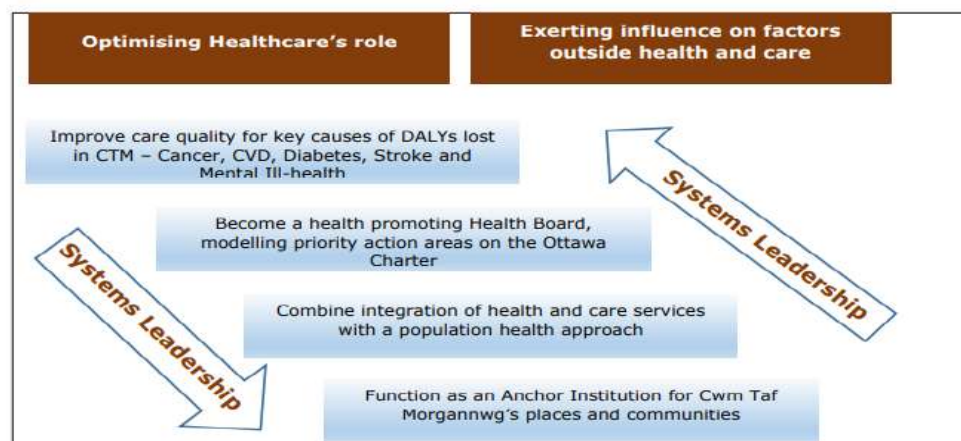 Optimising Healthcare's role
Exerting influence on factors
outside health and care
Improve care quality for key causes of DALYs lost
in CTM – Cancer, CVD, Diabetes, Stroke and
Mental Ill-health
Systems Leadership
Become a health promoting Health Board,
modelling priority action areas on the Ottawa
Charter
Systems Leadership
Combine integration of health and care services
with a population health approach
Function as an Anchor Institution for Cwm Taf
Morgannwg's places and communities